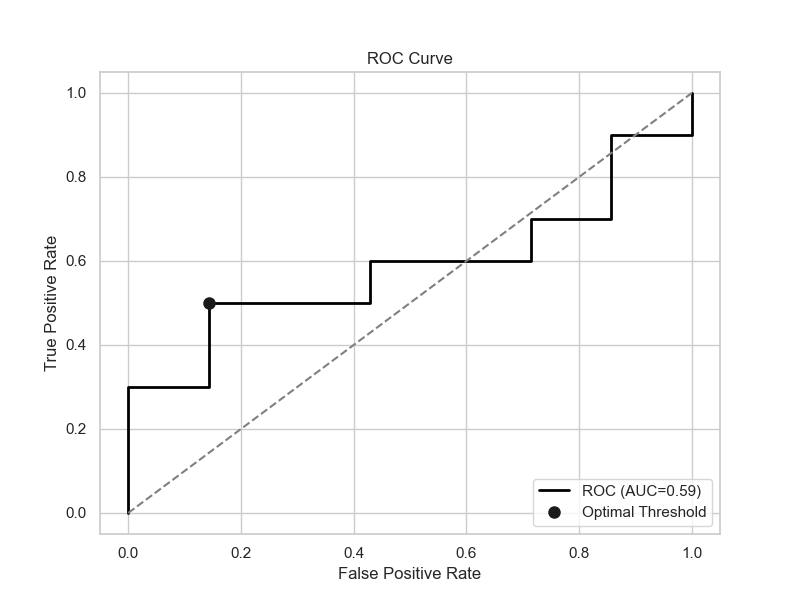 ROC Curve
True Positive Rate
1.0
0.8
0.6
0.4
0.2
0.0
0.0 0.2 0.4 0.6 0.8 1.0
False Positive Rate
ROC (AUC=0.59)
Optimal Threshold